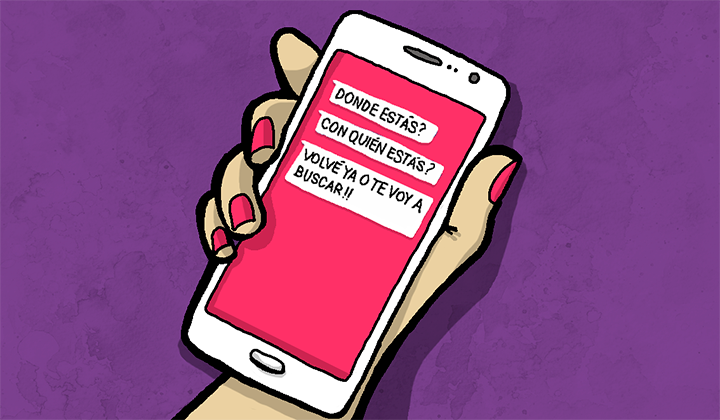 DONDE ESTÁS?
CON QUIÉN ESTÁS?
VOLVÉ YA O TE VOY A
BUSCAR!!